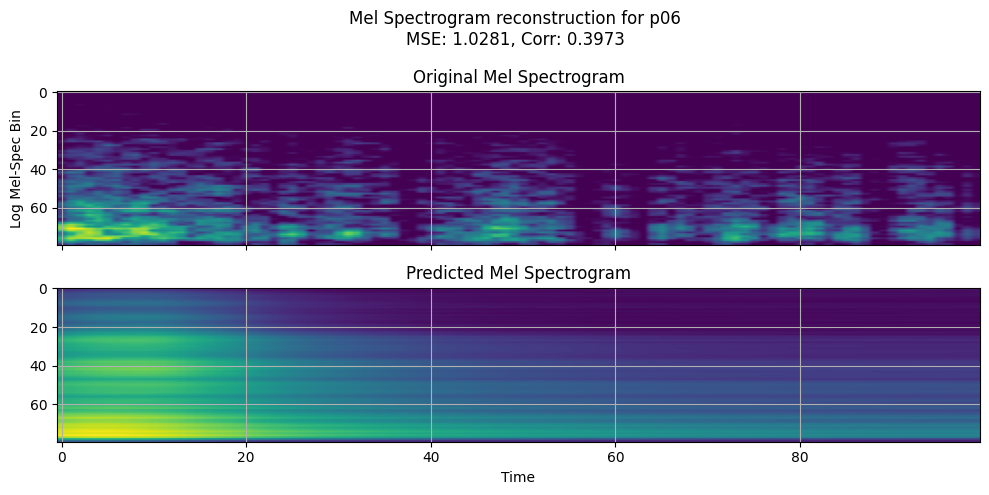 Mel Spectrogram reconstruction for p06
MSE: 1.0281, Corr: 0.3973
Original Mel Spectrogram
0
20
40
60
Log Mel-Spec Bin
Predicted Mel Spectrogram
0
20
40
60
0 20 40 60 80
Time